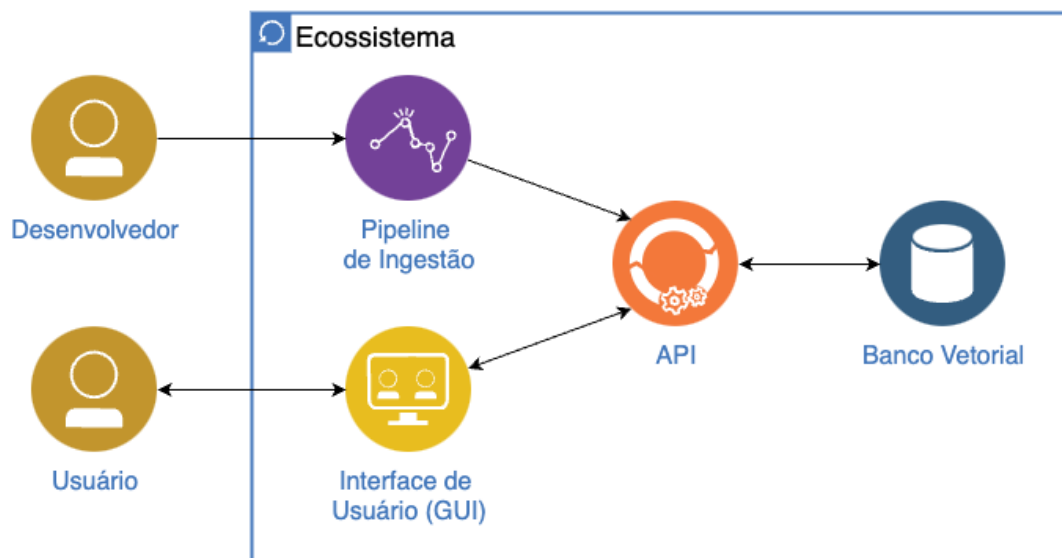 Ecossistema
Desenvolvedor
Pipeline
de Ingestão
API
Banco Vetorial
Usuário
Interface de
Usuário (GUI)